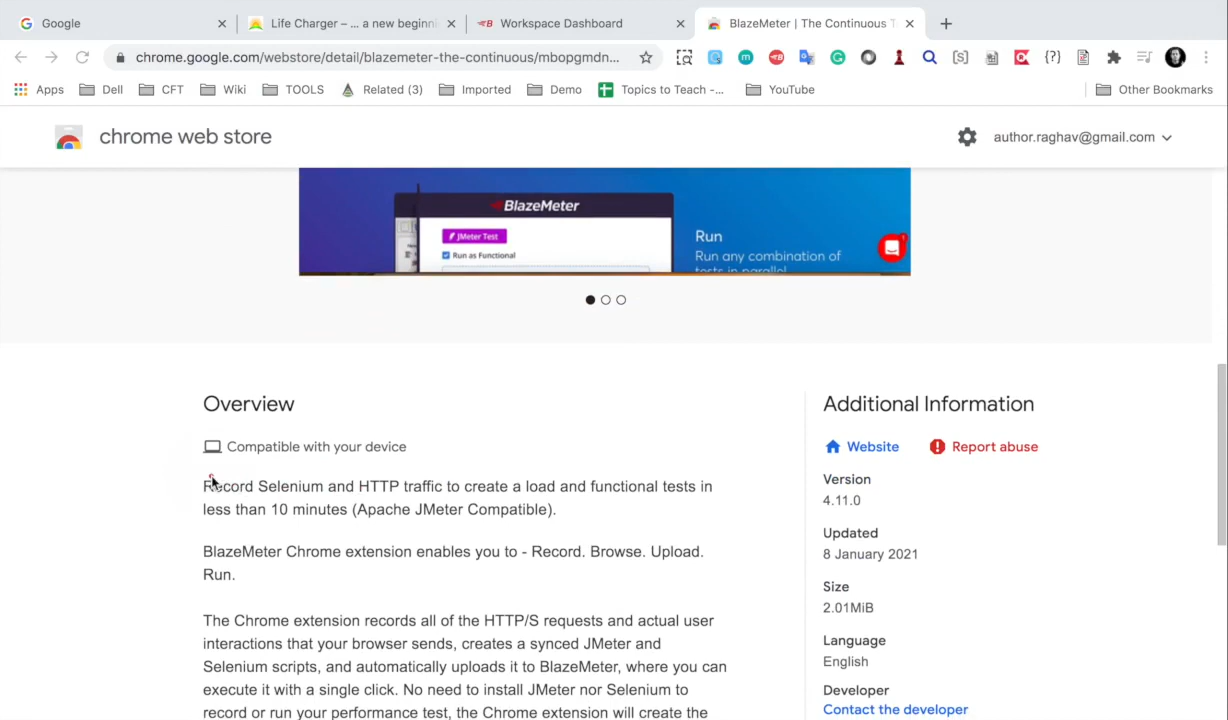 Google
Life Charger – ... a new beginni
Workspace Dashboard
BlazeMeter | The Continuous T
chrome.google.com/webstore/detail/blazemeter-the-continuous/mbopgmdn...
Apps
Dell
CFT
Wiki
TOOLS
Related (3)
Imported
Demo
Topics to Teach -...
YouTube
Other Bookmarks
chrome web store
author.raghav@gmail.com
BlazeMeter
JMeter Test
Run as Functional
Run
Run any combination of
tests in parallel
Overview
Compatible with your device
Record Selenium and HTTP traffic to create a load and functional tests in
less than 10 minutes (Apache JMeter Compatible).
BlazeMeter Chrome extension enables you to - Record. Browse. Upload.
Run.
The Chrome extension records all of the HTTP/S requests and actual user
interactions that your browser sends, creates a synced JMeter and
Selenium scripts, and automatically uploads it to BlazeMeter, where you can
execute it with a single click. No need to install JMeter nor Selenium to
record or run your performance test, the Chrome extension will create the
Additional Information
Website
Report abuse
Version
4.11.0
Updated
8 January 2021
Size
2.01MiB
Language
English
Developer
Contact the developer